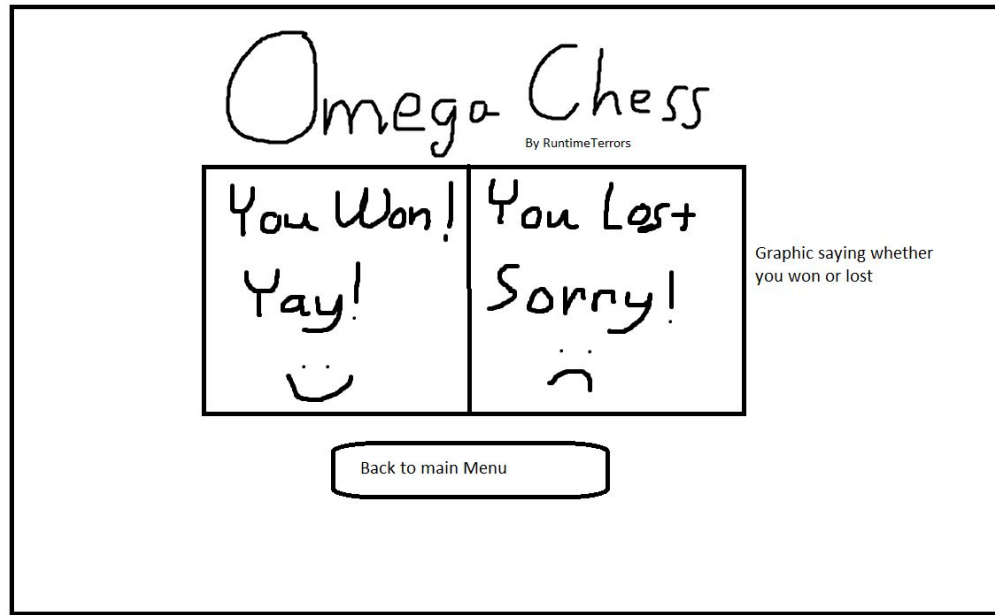 Omega Chess
By RuntimeTerrors
You Won!
Yay!
You Lost
Sorry!
Graphic saying whether
you won or lost
Back to main Menu